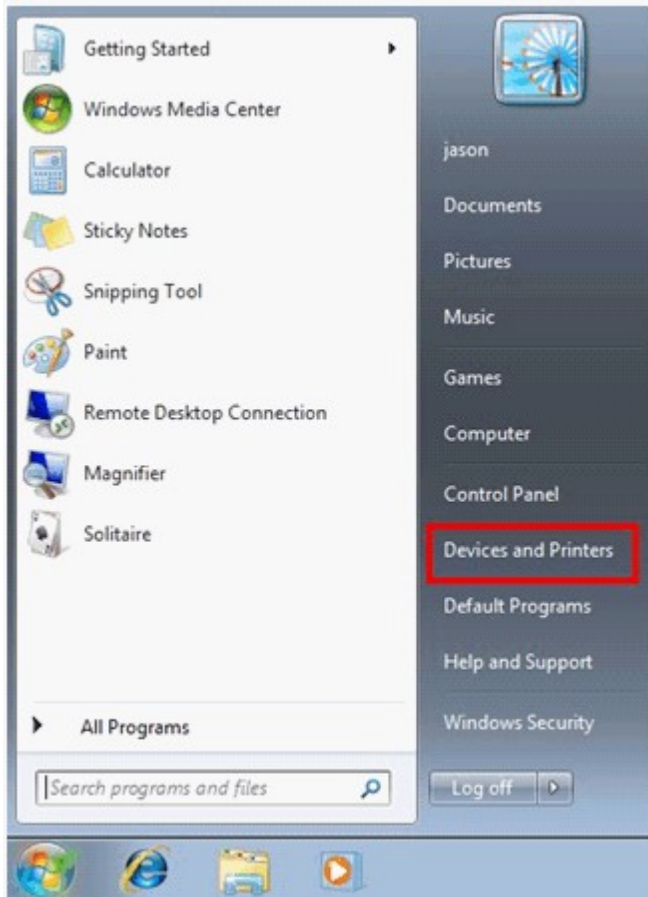 Getting Started
Windows Media Center
Calculator
Sticky Notes
Snipping Tool
Paint
Remote Desktop Connection
Magnifier
Solitaire
All Programs
Search programs and files
jason
Documents
Pictures
Music
Games
Computer
Control Panel
Devices and Printers
Default Programs
Help and Support
Windows Security
Log off